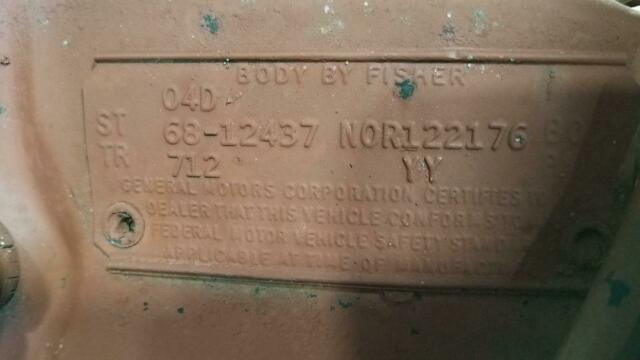 BODY BY FISHER
04D
ST 68-12437 NOR122176 BO
TR 712 YY
GENERAL MOTORS CORPORATION CERTIFIES TO
DEALER THAT THIS VEHICLE CONFORMS TO
FEDERAL MOTOR VEHICLE SAFETY STAND
APPLICABLE AT TIME OF MANUFACT